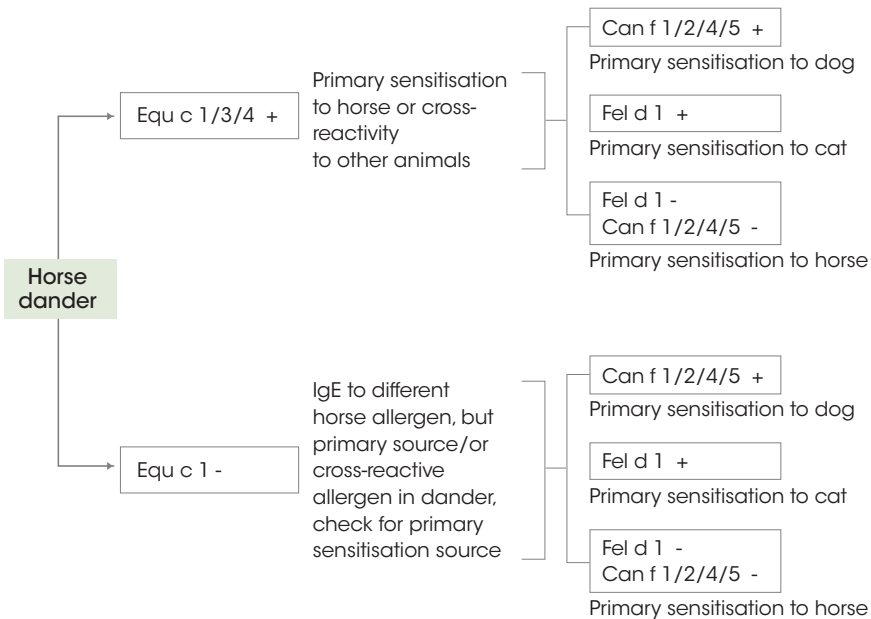 Horse
dander
Equ c 1/3/4 +
Primary sensitisation
to horse or cross-
reactivity
to other animals
Can f 1/2/4/5 +
Primary sensitisation to dog
Fel d 1 +
Primary sensitisation to cat
Fel d 1 -
Can f 1/2/4/5 -
Primary sensitisation to horse
Equ c 1 -
IgE to different
horse allergen, but
primary source/or
cross-reactive
allergen in dander,
check for primary
sensitisation source
Can f 1/2/4/5 +
Primary sensitisation to dog
Fel d 1 +
Primary sensitisation to cat
Fel d 1 -
Can f 1/2/4/5 -
Primary sensitisation to horse